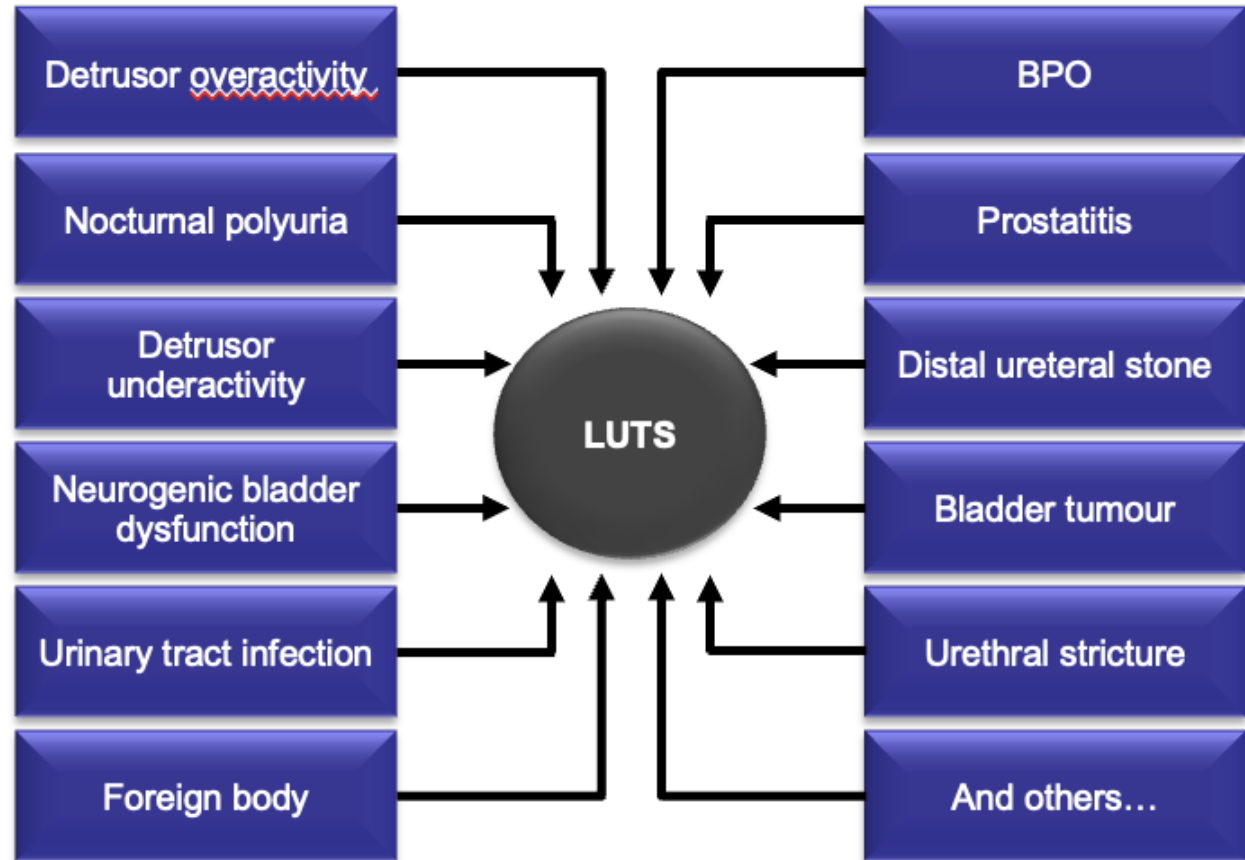 Detrusor overactivity
Nocturnal polyuria
Detrusor
underactivity
Neurogenic bladder
dysfunction
Urinary tract infection
Foreign body
LUTS
BPO
Prostatitis
Distal ureteral stone
Bladder tumour
Urethral stricture
And others…